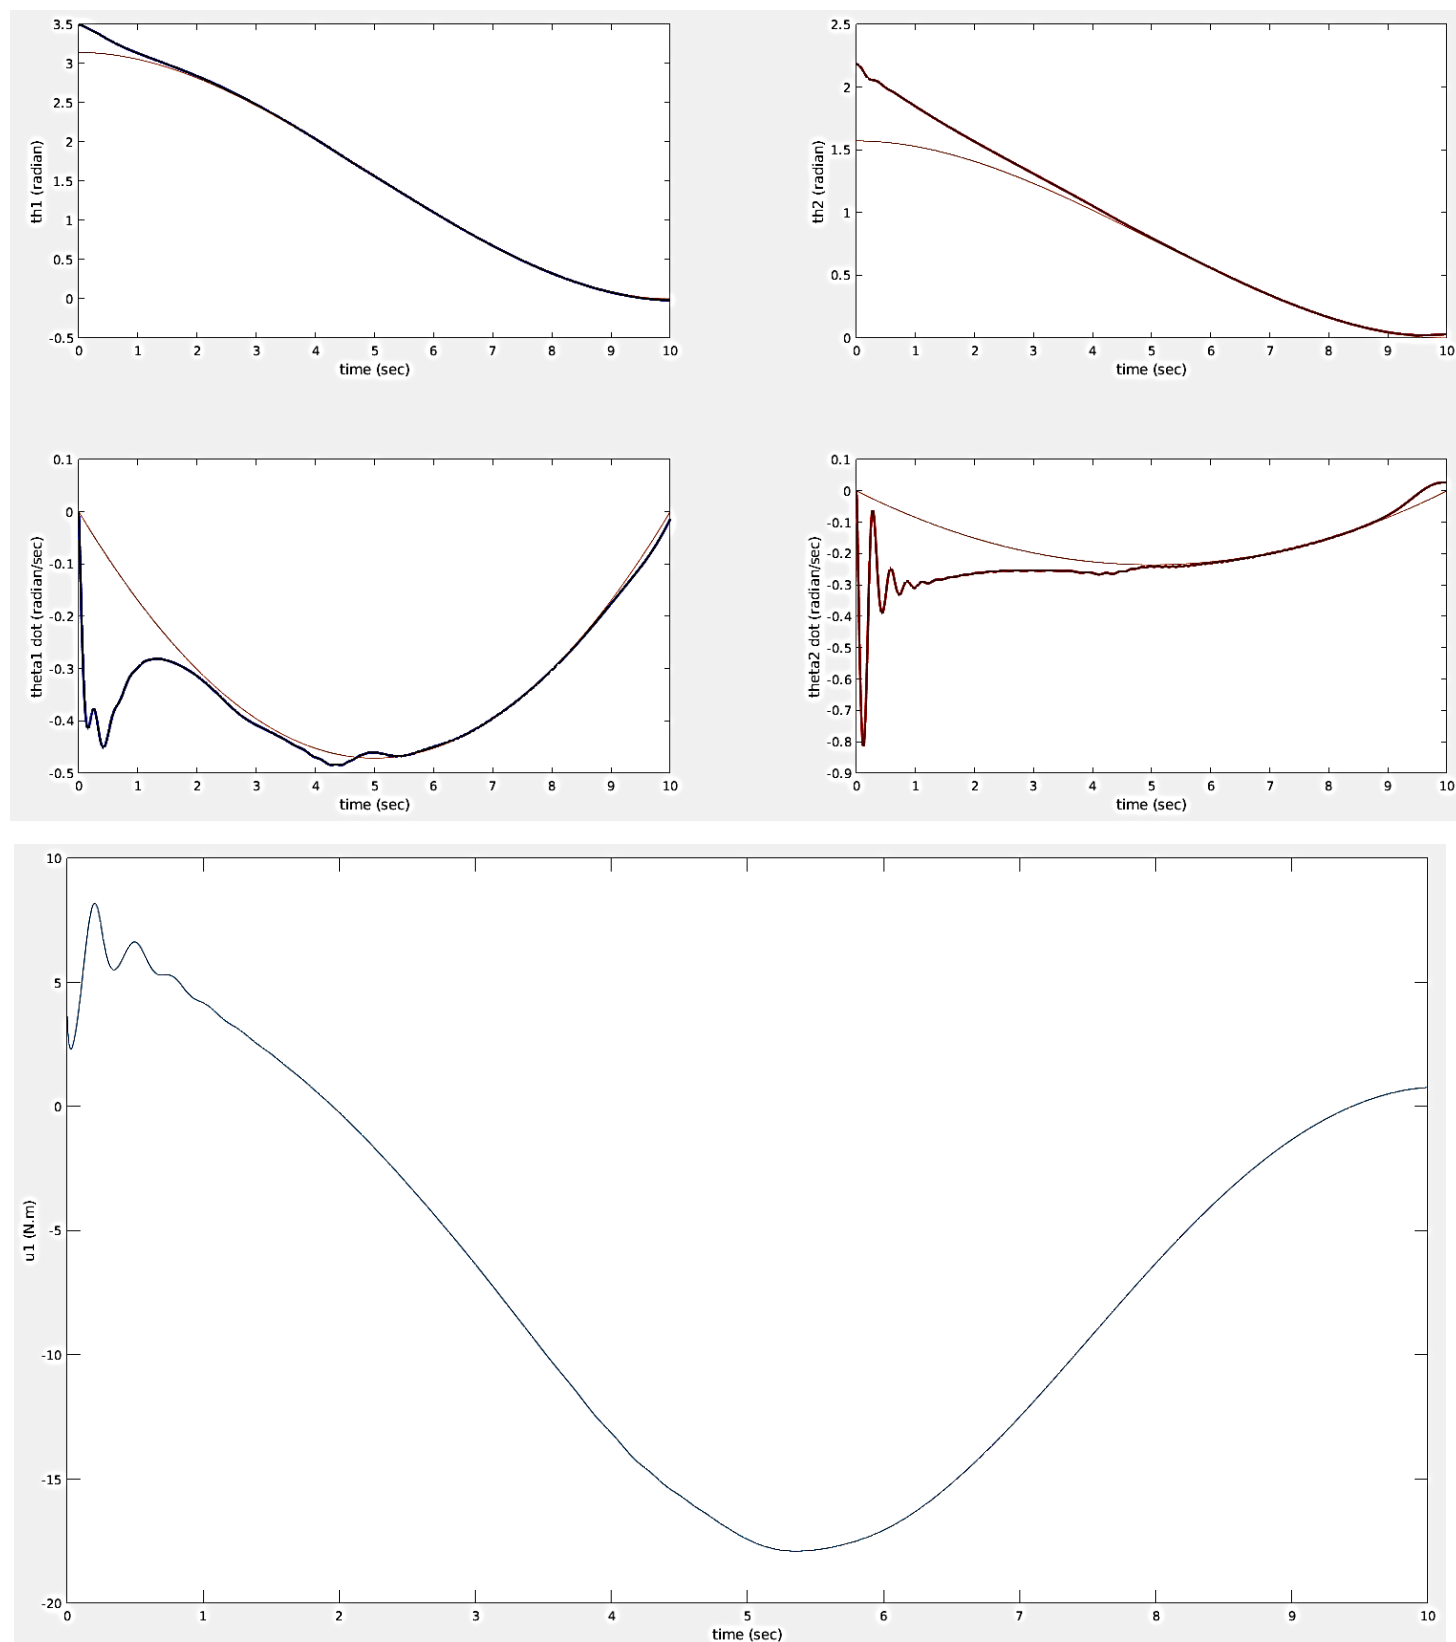 3.5
3
2.5
2
1.5
1
0.5
0
-0.5
th1 (radian)
0 1 2 3 4 5 6 7 8 9 10
time (sec)
2.5
2
1.5
1
0.5
0
th2 (radian)
0 1 2 3 4 5 6 7 8 9 10
time (sec)
0.1
0
-0.1
-0.2
-0.3
-0.4
-0.5
theta1 dot (radian/sec)
0 1 2 3 4 5 6 7 8 9 10
time (sec)
0.1
0
-0.1
-0.2
-0.3
-0.4
-0.5
-0.6
-0.7
-0.8
-0.9
theta2 dot (radian/sec)
0 1 2 3 4 5 6 7 8 9 10
time (sec)
10
5
0
-5
-10
-15
-20
u1 (N.m)
0 1 2 3 4 5 6 7 8 9 10
time (sec)